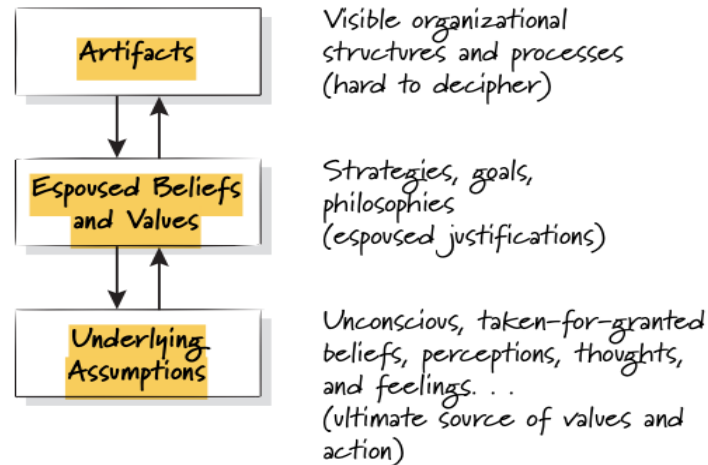 Artifacts
Visible organizational
structures and processes
(hard to decipher)
Espoused Beliefs
and Values
Strategies, goals,
philosophies
(espoused justifications)
Underlying
Assumptions
Unconscious, taken-for-granted
beliefs, perceptions, thoughts,
and feelings. . .
(ultimate source of values and
action)